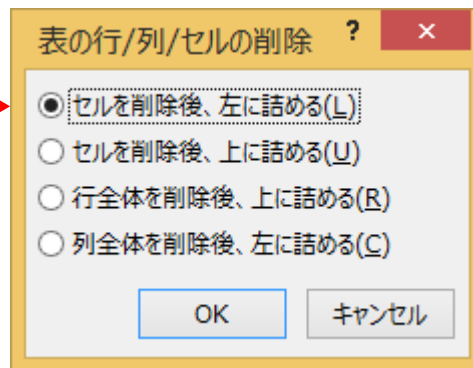 表の行/列/セルの削除 ? ×
セルを削除後、左に詰める(L)
セルを削除後、上に詰める(U)
行全体を削除後、上に詰める(R)
列全体を削除後、左に詰める(C)
OK キャンセル